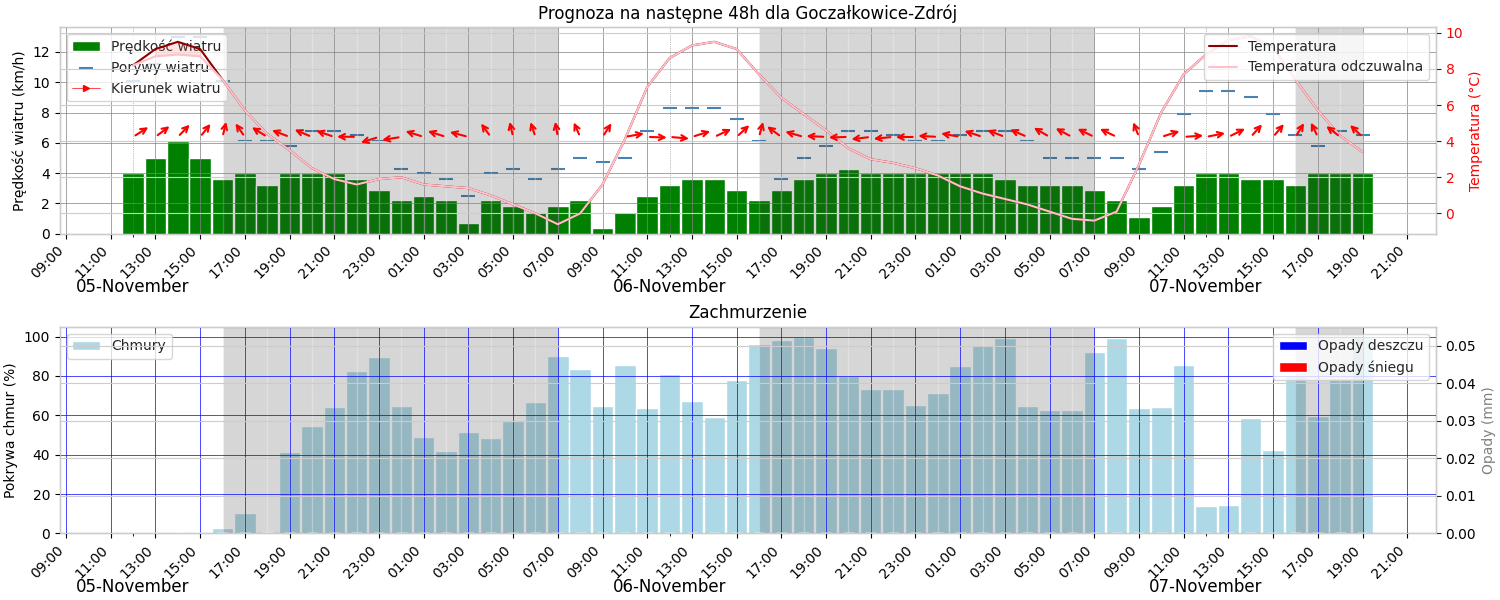 Prognoza na następne 48h dla Goczałkowice-Zdrój
Prędkość wiatru (km/h)
12
10
8
6
4
2
0
Prędkość wiatru
Porywy wiatru
Kierunek wiatru
Temperatura
Temperatura odczuwalna
10
8
6
4
2
0
Temperatura (°C)
09:00 11:00 13:00 15:00 17:00 19:00 21:00 23:00 01:00 03:00 05:00 07:00 09:00 11:00 13:00 15:00 17:00 19:00 21:00 23:00 01:00 03:00 05:00 07:00 09:00 11:00 13:00 15:00 17:00 19:00 21:00
05-November 06-November 07-November
Zachmurzenie
Pokrywa chmur (%)
100
80
60
40
20
0
Chmury
Opady deszczu
Opady śniegu
0.05
0.04
0.03
0.02
0.01
0.00
Opady (mm)
09:00 11:00 13:00 15:00 17:00 19:00 21:00 23:00 01:00 03:00 05:00 07:00 09:00 11:00 13:00 15:00 17:00 19:00 21:00 23:00 01:00 03:00 05:00 07:00 09:00 11:00 13:00 15:00 17:00 19:00 21:00
05-November 06-November 07-November